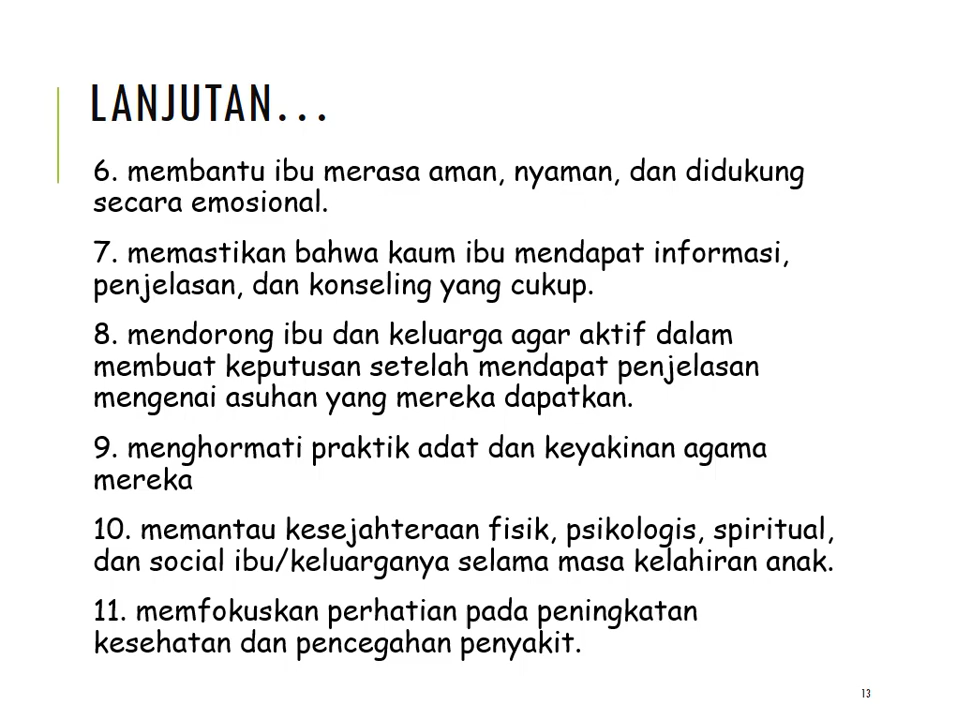 LANJUTAN...
6. membantu ibu merasa aman, nyaman, dan didukung
secara emosional.
7. memastikan bahwa kaum ibu mendapat informasi,
penjelasan, dan konseling yang cukup.
8. mendorong ibu dan keluarga agar aktif dalam
membuat keputusan setelah mendapat penjelasan
mengenai asuhan yang mereka dapatkan.
9. menghormati praktik adat dan keyakinan agama
mereka
10. memantau kesejahteraan fisik, psikologis, spiritual,
dan social ibu/keluarganya selama masa kelahiran anak.
11. memfokuskan perhatian pada peningkatan
kesehatan dan pencegahan penyakit.
13